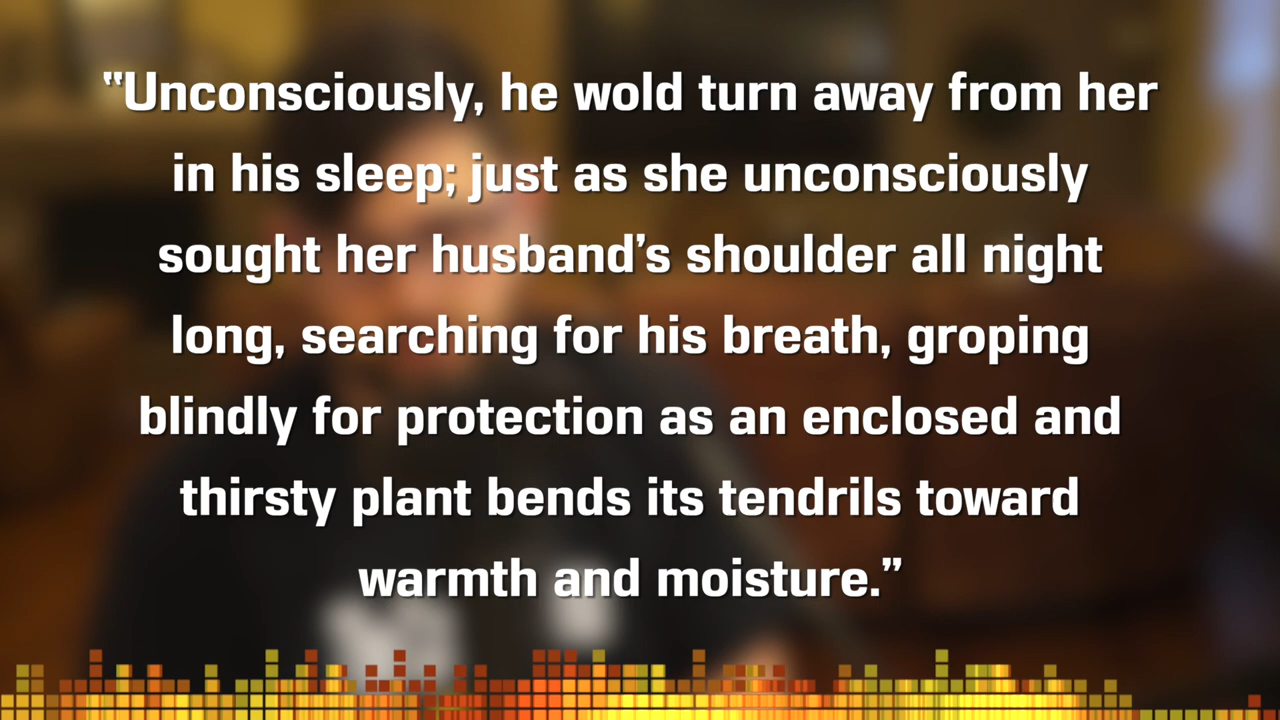 “Unconsciously, he wold turn away from her
in his sleep; just as she unconsciously
sought her husband’s shoulder all night
long, searching for his breath, groping
blindly for protection as an enclosed and
thirsty plant bends its tendrils toward
warmth and moisture.”